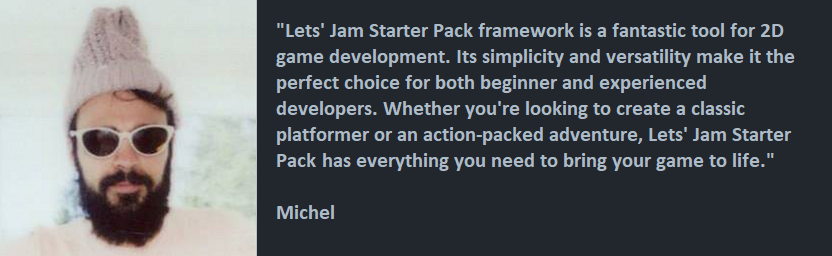 "Lets' Jam Starter Pack framework is a fantastic tool for 2D
game development. Its simplicity and versatility make it the
perfect choice for both beginner and experienced
developers. Whether you're looking to create a classic
platformer or an action-packed adventure, Lets' Jam Starter
Pack has everything you need to bring your game to life."
Michel